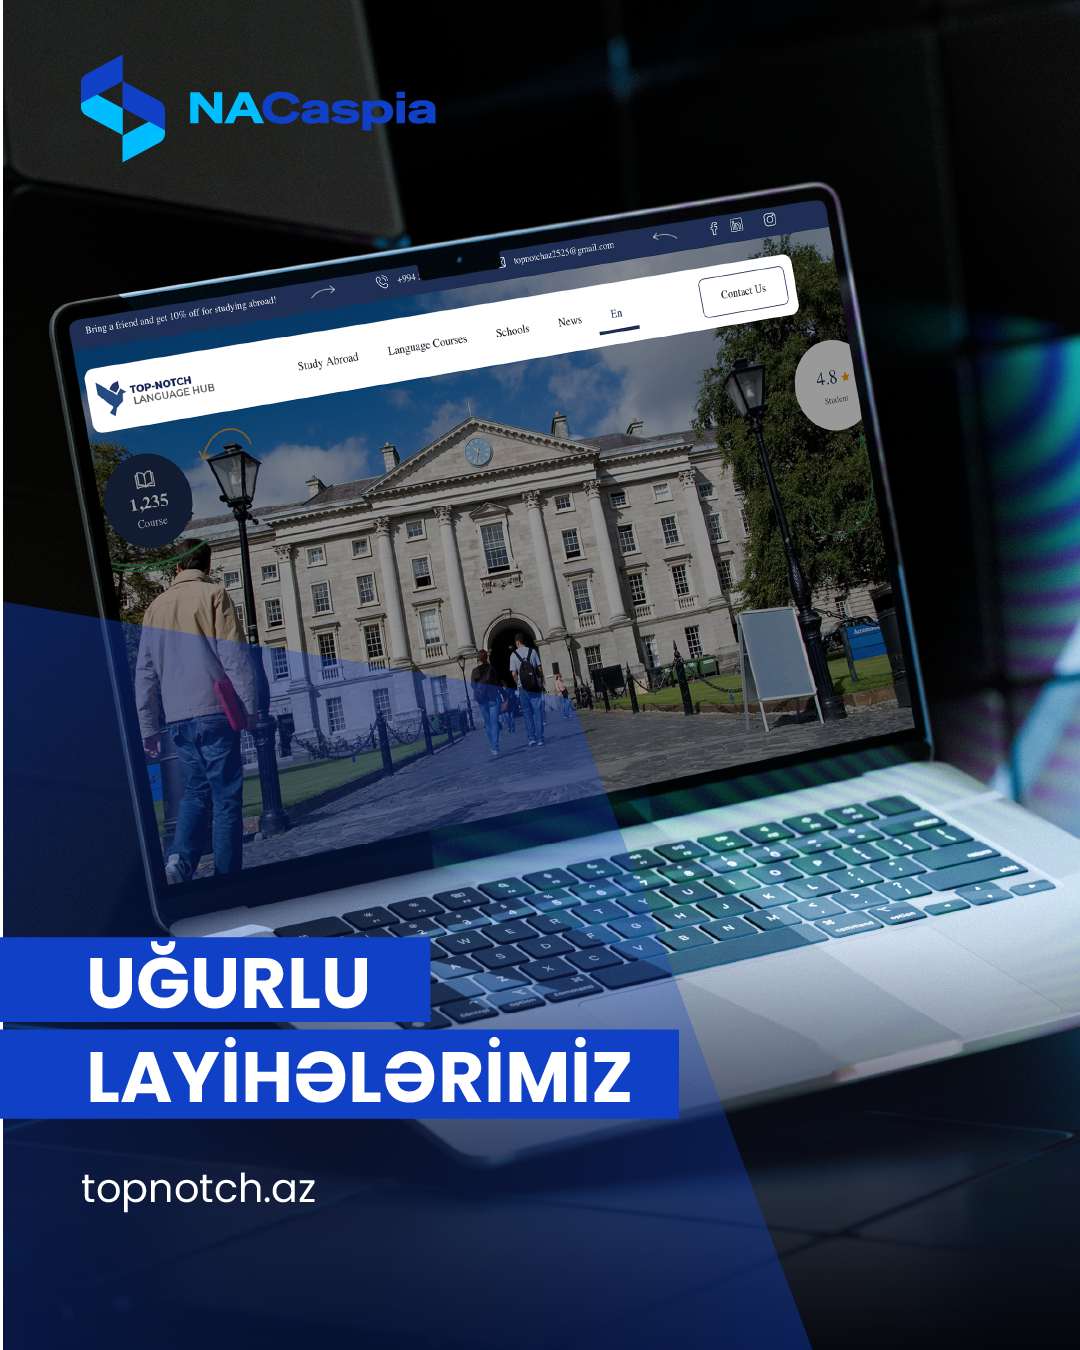 NACaspia
Bring a friend and get 10% off for studying abroad!
+994
topnotchaz2525@gmail.com
TOP-NOTCH
LANGUAGE HUB
Study Abroad
Language Courses
Schools
News
En
Contact Us
4.8
Student
1,235
Course
UĞURLU
LAYİHƏLƏRİMİZ
topnotch.az